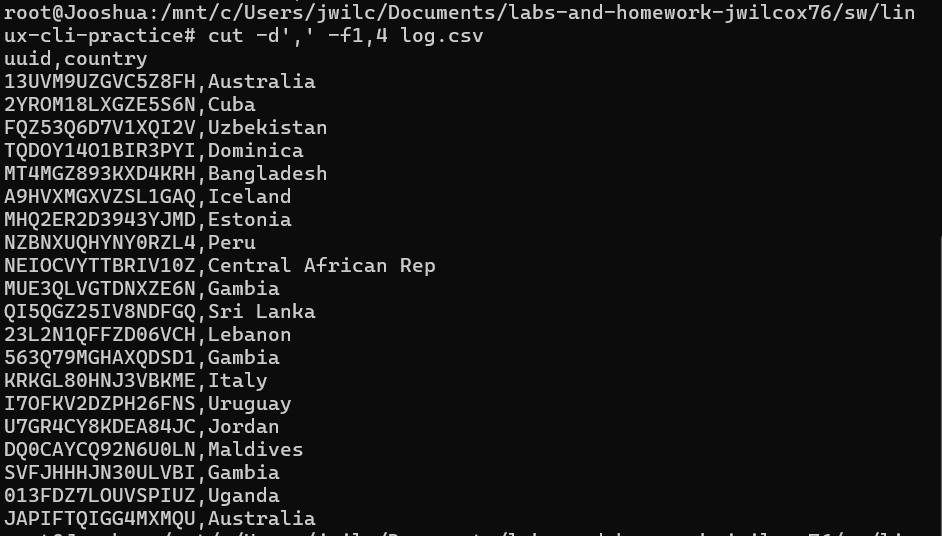 root@Jooshua:/mnt/c/Users/jwilc/Documents/labs-and-homework-jwilcox76/sw/lin
ux-cli-practice# cut -d',' -f1,4 log.csv
uuid,country
13UVM9UZGVC5Z8FH,Australia
2YROM18LXGZE5S6N,Cuba
FQZ53Q6D7V1XQI2V,Uzbekistan
TQDOY14O1BIR3PYI,Dominica
MT4MGZ893KXD4KRH,Bangladesh
A9HVXMGXVZSL1GAQ,Iceland
MHQ2ER2D3943YJMD,Estonia
NZBNXUQHYNY0RZL4,Peru
NEIOCVYTTBRIV10Z,Central African Rep
MUE3QLVGTDNXZE6N,Gambia
QI5QGZ25IV8NDFGQ,Sri Lanka
23L2N1QFFZD06VCH,Lebanon
563Q79MGHAXQDSD1,Gambia
KRKGL80HNJ3VBKME,Italy
I7OFKV2DZPH26FNS,Uruguay
U7GR4CY8KDEA84JC,Jordan
DQ0CAYCQ92N6U0LN,Maldives
SVFJHHHJN30ULVBI,Gambia
013FDZ7LOUVSPIUZ,Uganda
JAPIFTQIGG4MXMQU,Australia